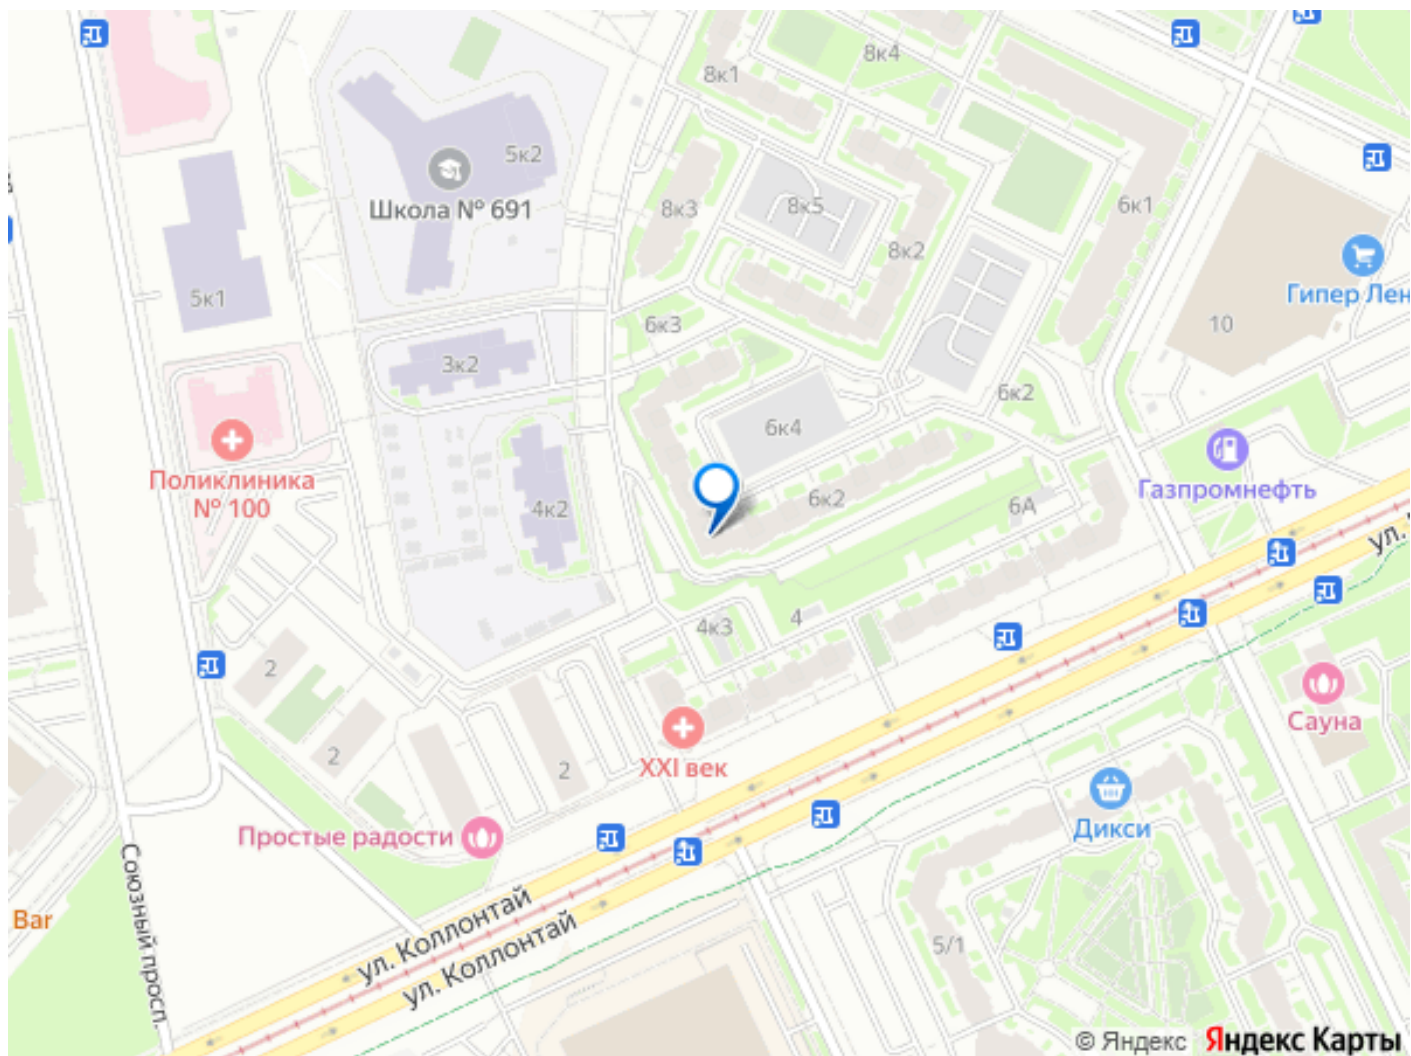 8к4
8к1
5к2
Школа № 691
8к3
8к5
6к1
8к2
5к1
Гипер Лен
6к3
10
3к2
6к2
6к4
Поликлиника
№ 100
Газпромнефть
4к2
6к2
6А
ул.
4
4к3
2
Сауна
XXI век
2
2
Простые радости
Дикси
Союзный просп.
Bar
ул. Коллонтай
ул. Коллонтай
5/1
© Яндекс Яндекс Карты